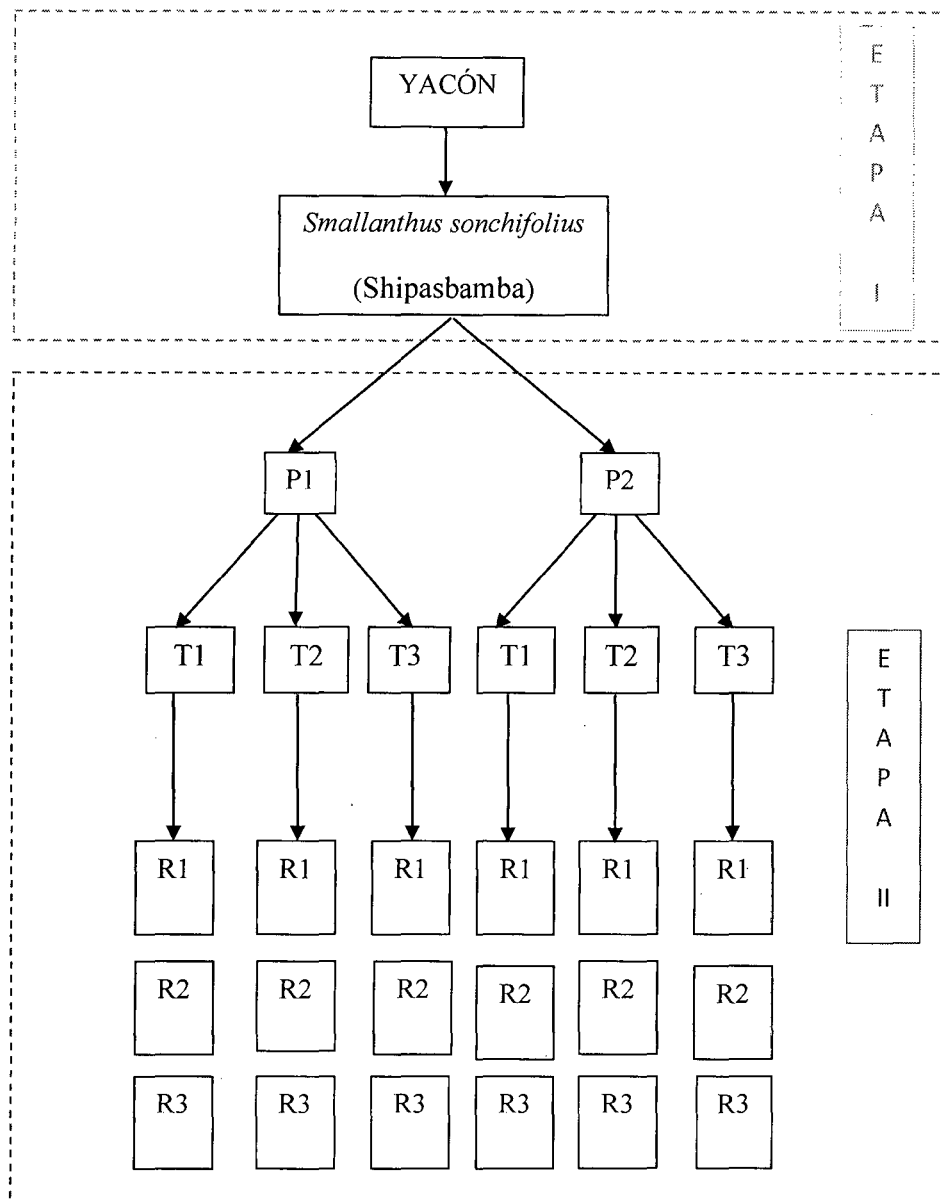 YACÓN
Smallanthus sonchifolius
(Shipasbamba)
E
T
A
P
A
I
P1 P2
T1 T2 T3 T1 T2 T3
E
T
A
P
A
II
R1 R1 R1 R1 R1 R1
R2 R2 R2 R2 R2 R2
R3 R3 R3 R3 R3 R3